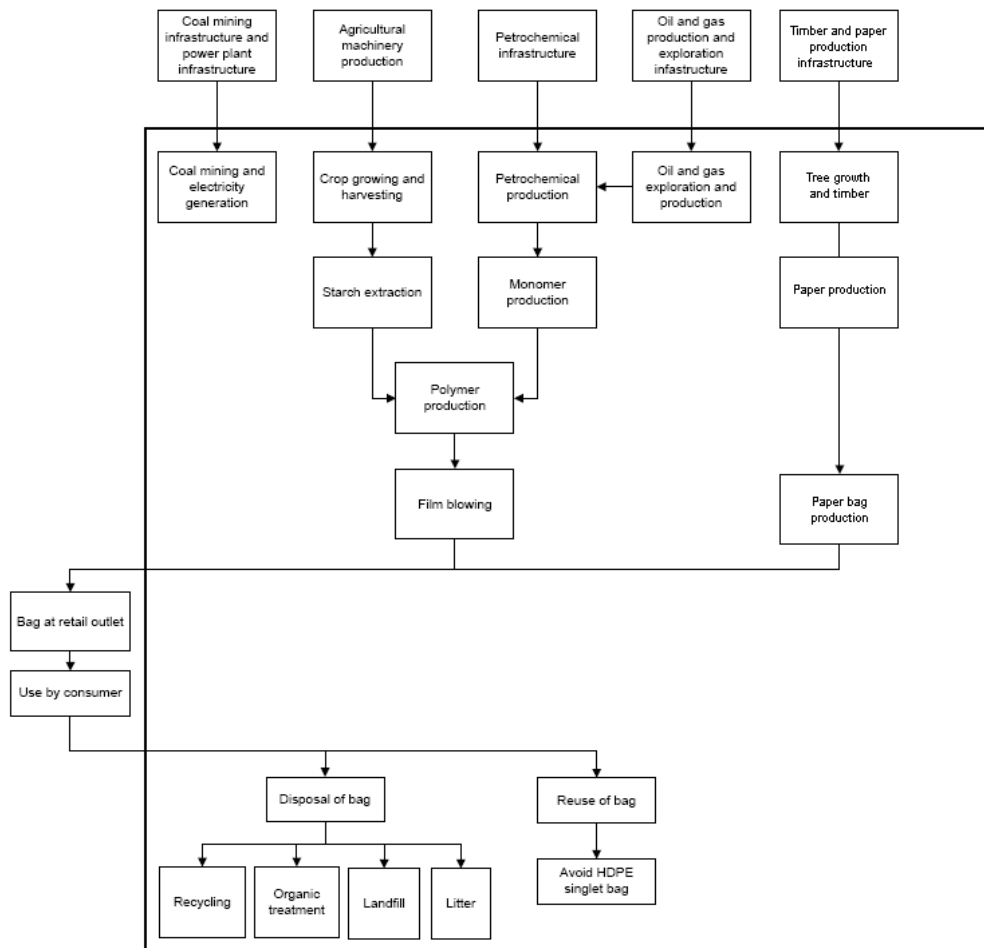 Coal mining
infrastructure and
power plant
infrastructure
Agricultural
machinery
production
Petrochemical
infrastructure
Oil and gas
production and
exploration
infastructure
Timber and paper
production
infrastructure
Coal mining and
electricity
generation
Crop growing and
harvesting
Petrochemical
production
Oil and gas
exploration and
production
Tree growth
and timber
Starch extraction
Monomer
production
Paper production
Polymer
production
Film blowing
Paper bag
production
Bag at retail outlet
Use by consumer
Disposal of bag
Reuse of bag
Recycling
Organic
treatment
Landfill
Litter
Avoid HDPE
singlet bag